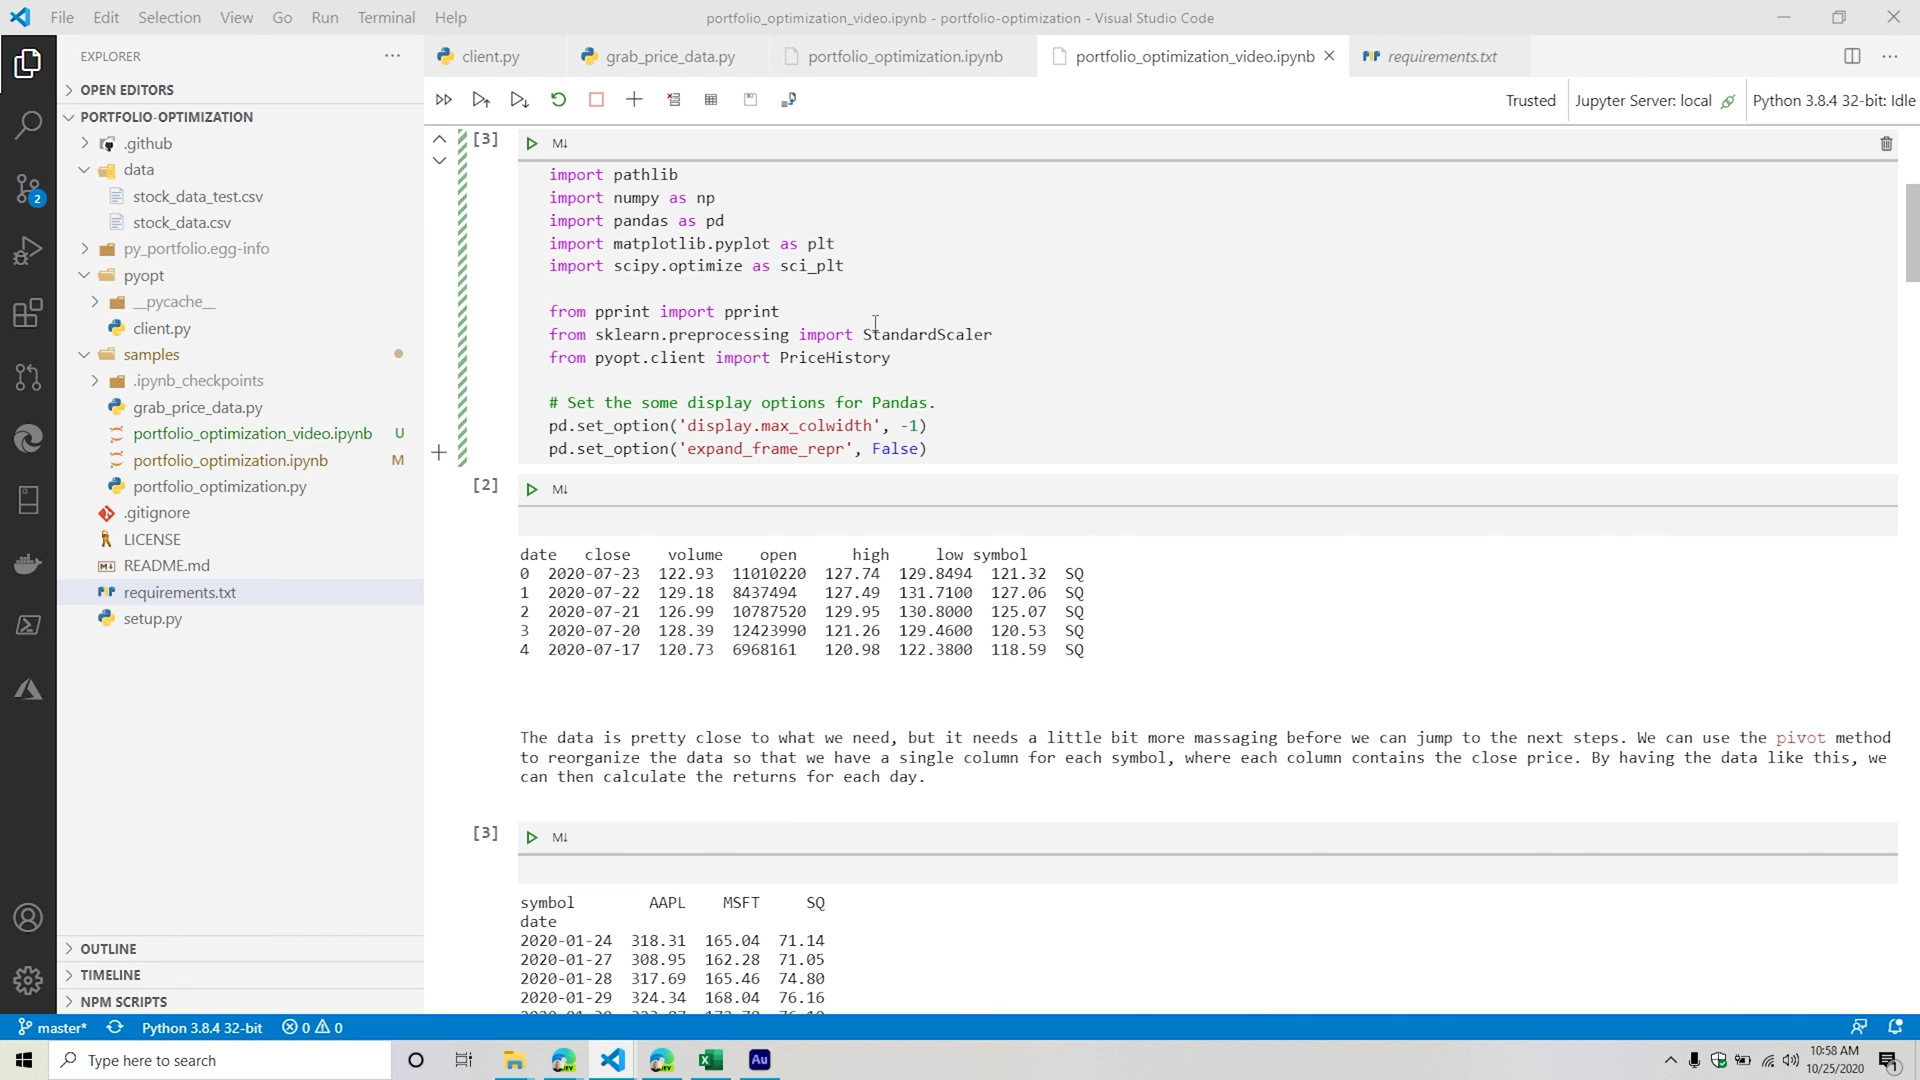 File Edit Selection View Go Run Terminal Help
portfolio_optimization_video.ipynb - portfolio-optimization - Visual Studio Code
EXPLORER
OPEN EDITORS
PORTFOLIO-OPTIMIZATION
.github
data
stock_data_test.csv
stock_data.csv
py_portfolio.egg-info
pyopt
__pycache__
client.py
samples
.ipynb_checkpoints
grab_price_data.py
portfolio_optimization_video.ipynb U
portfolio_optimization.ipynb M
portfolio_optimization.py
.gitignore
LICENSE
README.md
requirements.txt
setup.py
OUTLINE
TIMELINE
NPM SCRIPTS
2
client.py grab_price_data.py portfolio_optimization.ipynb portfolio_optimization_video.ipynb requirements.txt
Trusted Jupyter Server: local Python 3.8.4 32-bit: Idle
[3] M↓
import pathlib
import numpy as np
import pandas as pd
import matplotlib.pyplot as plt
import scipy.optimize as sci_plt
from pprint import pprint
from sklearn.preprocessing import StandardScaler
from pyopt.client import PriceHistory
# Set the some display options for Pandas.
pd.set_option('display.max_colwidth', -1)
pd.set_option('expand_frame_repr', False)
[2] M↓
date close volume open high low symbol
0 2020-07-23 122.93 11010220 127.74 129.8494 121.32 SQ
1 2020-07-22 129.18 8437494 127.49 131.7100 127.06 SQ
2 2020-07-21 126.99 10787520 129.95 130.8000 125.07 SQ
3 2020-07-20 128.39 12423990 121.26 129.4600 120.53 SQ
4 2020-07-17 120.73 6968161 120.98 122.3800 118.59 SQ
The data is pretty close to what we need, but it needs a little bit more massaging before we can jump to the next steps. We can use the pivot method
to reorganize the data so that we have a single column for each symbol, where each column contains the close price. By having the data like this, we
can then calculate the returns for each day.
[3] M↓
symbol AAPL MSFT SQ
date
2020-01-24 318.31 165.04 71.14
2020-01-27 308.95 162.28 71.05
2020-01-28 317.69 165.46 74.80
2020-01-29 324.34 168.04 76.16
master* Python 3.8.4 32-bit 0 0
Type here to search
Au
10:58 AM
10/25/2020
1